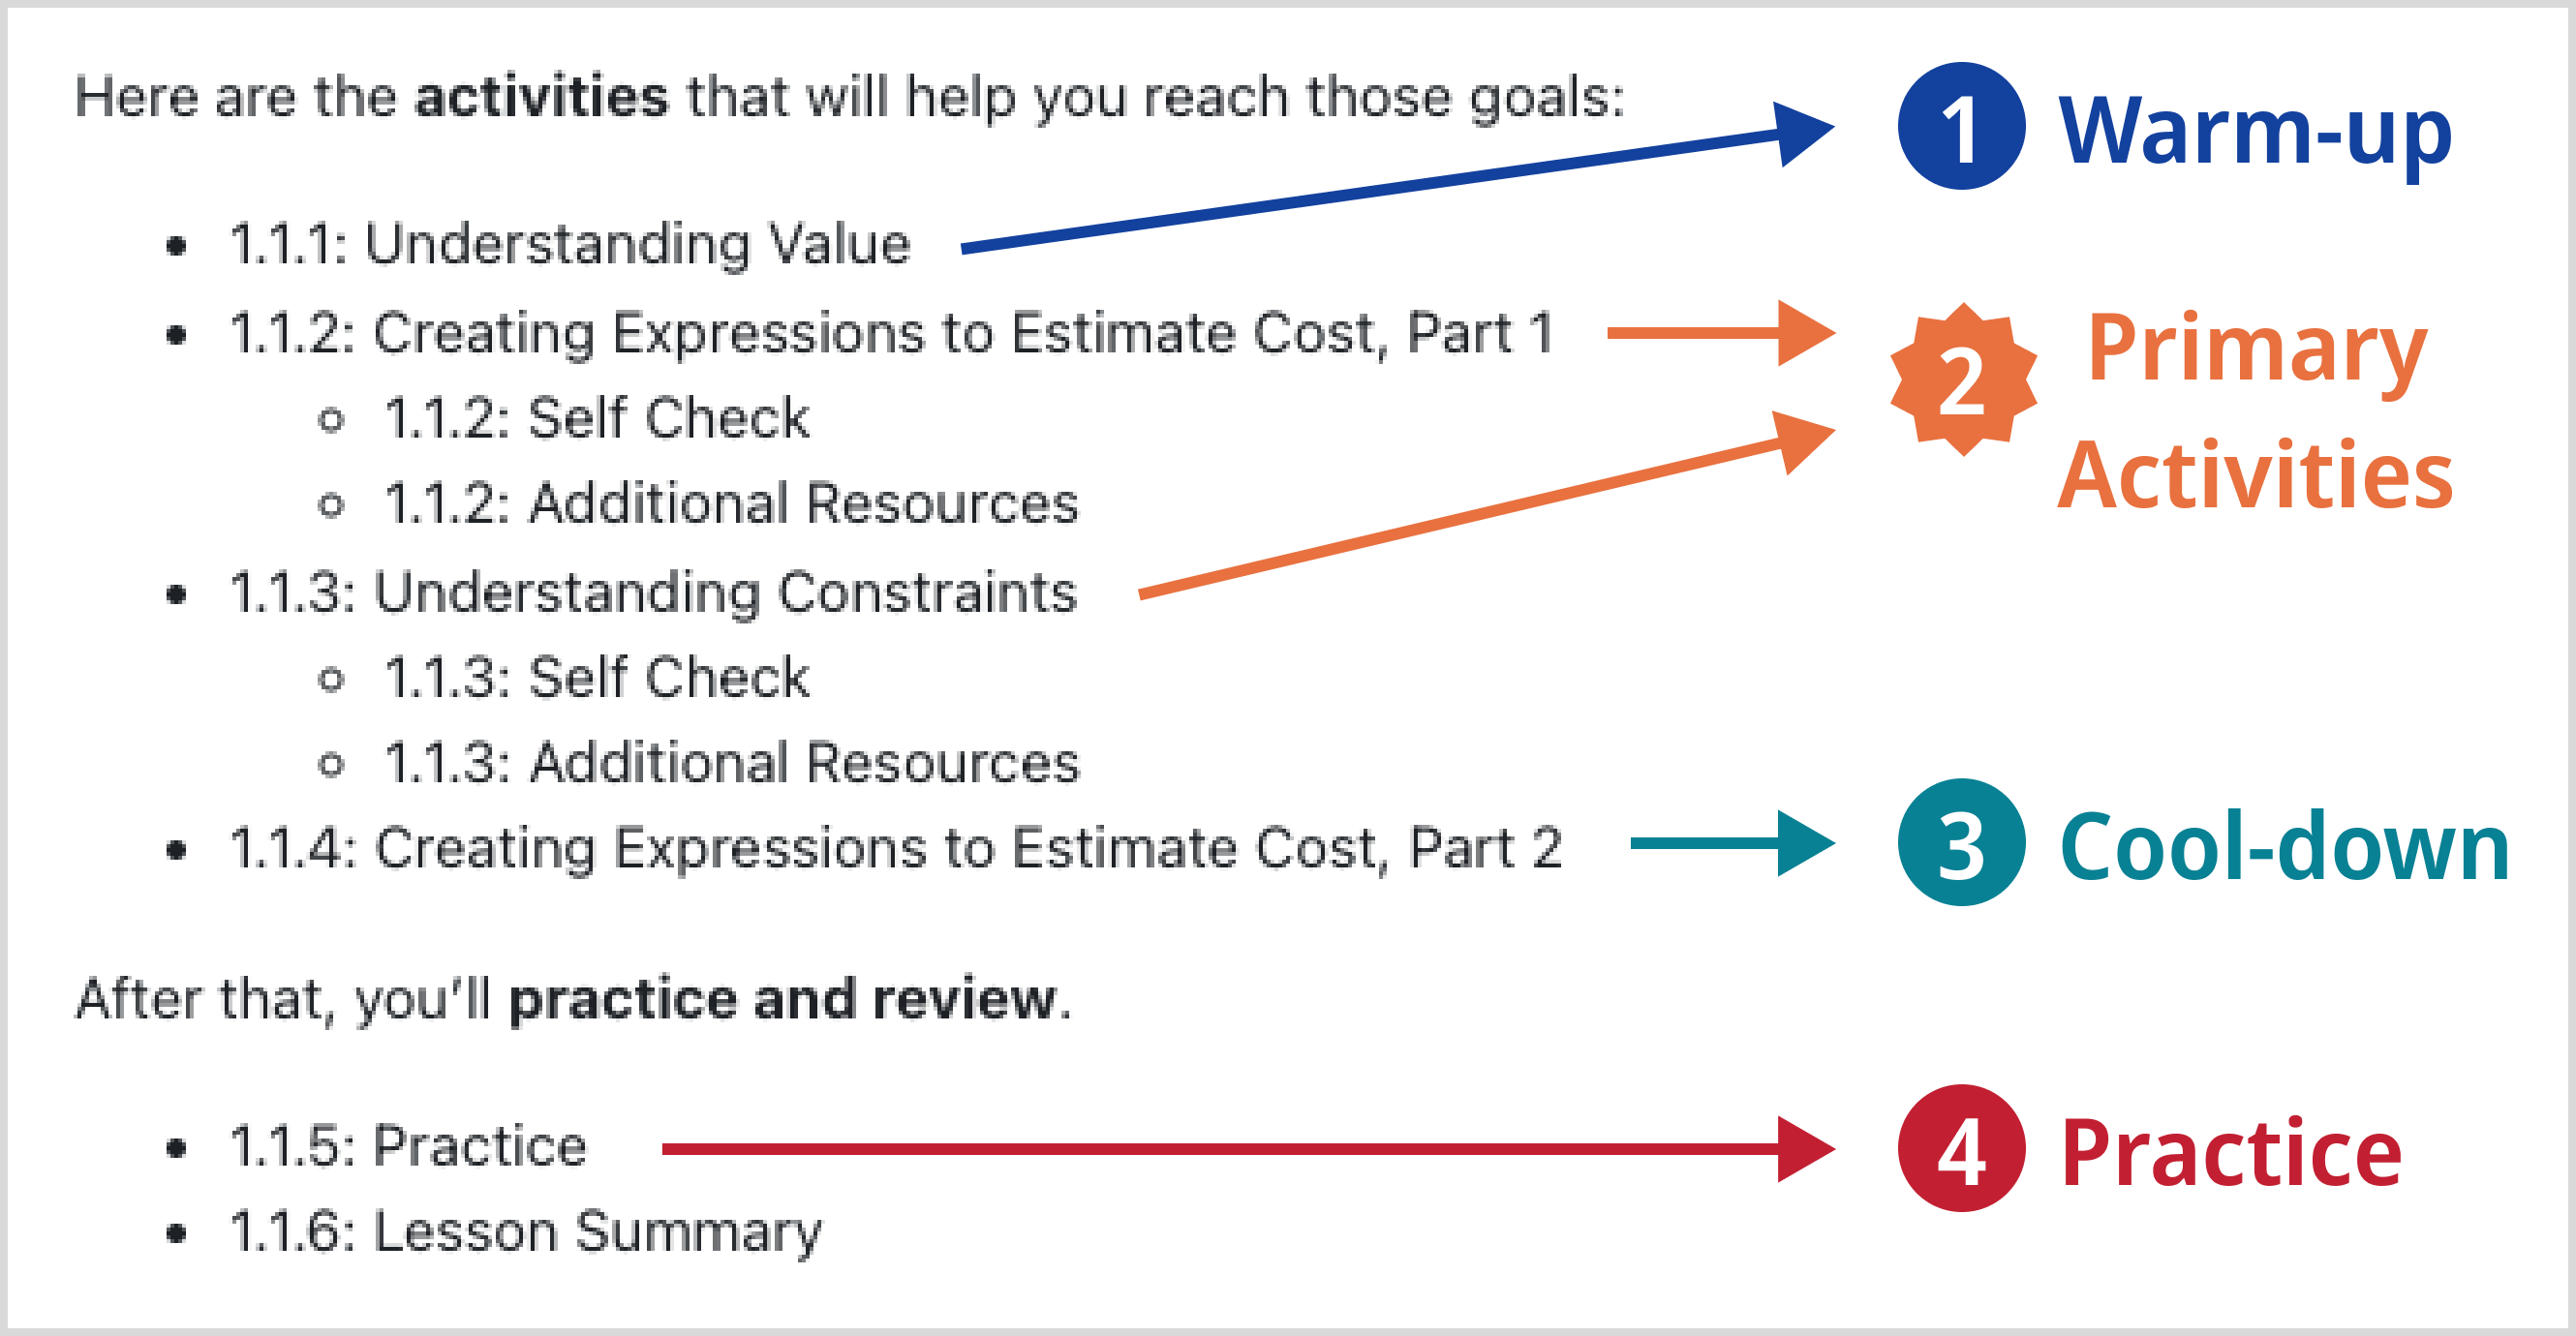 Here are the activities that will help you reach those goals:
1 Warm-up
• 1.1.1: Understanding Value
• 1.1.2: Creating Expressions to Estimate Cost, Part 1
2 Primary
Activities
○ 1.1.2: Self Check
○ 1.1.2: Additional Resources
• 1.1.3: Understanding Constraints
○ 1.1.3: Self Check
○ 1.1.3: Additional Resources
• 1.1.4: Creating Expressions to Estimate Cost, Part 2
3 Cool-down
After that, you’ll practice and review.
• 1.1.5: Practice
4 Practice
• 1.1.6: Lesson Summary